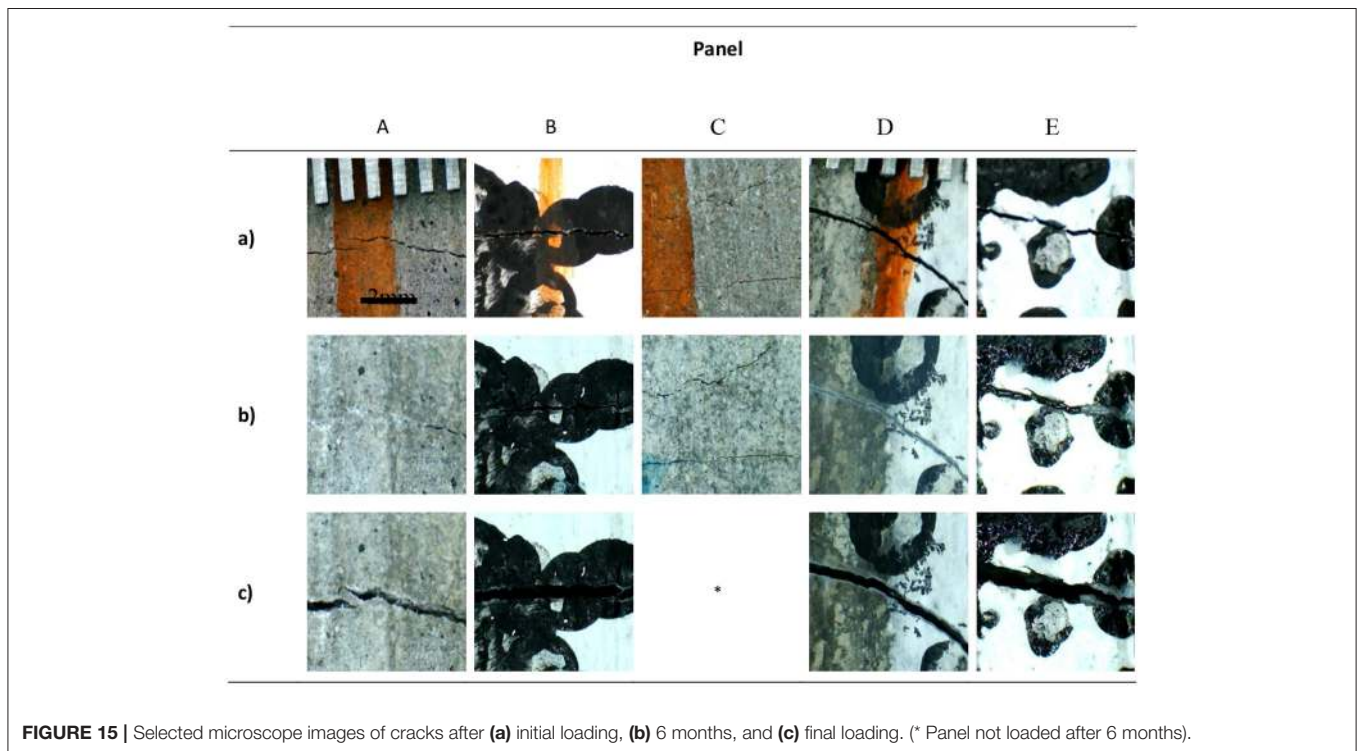 Panel
A B C D E
a)
2mm
b)
c) *
FIGURE 15 | Selected microscope images of cracks after (a) initial loading, (b) 6 months, and (c) final loading. (* Panel not loaded after 6 months).